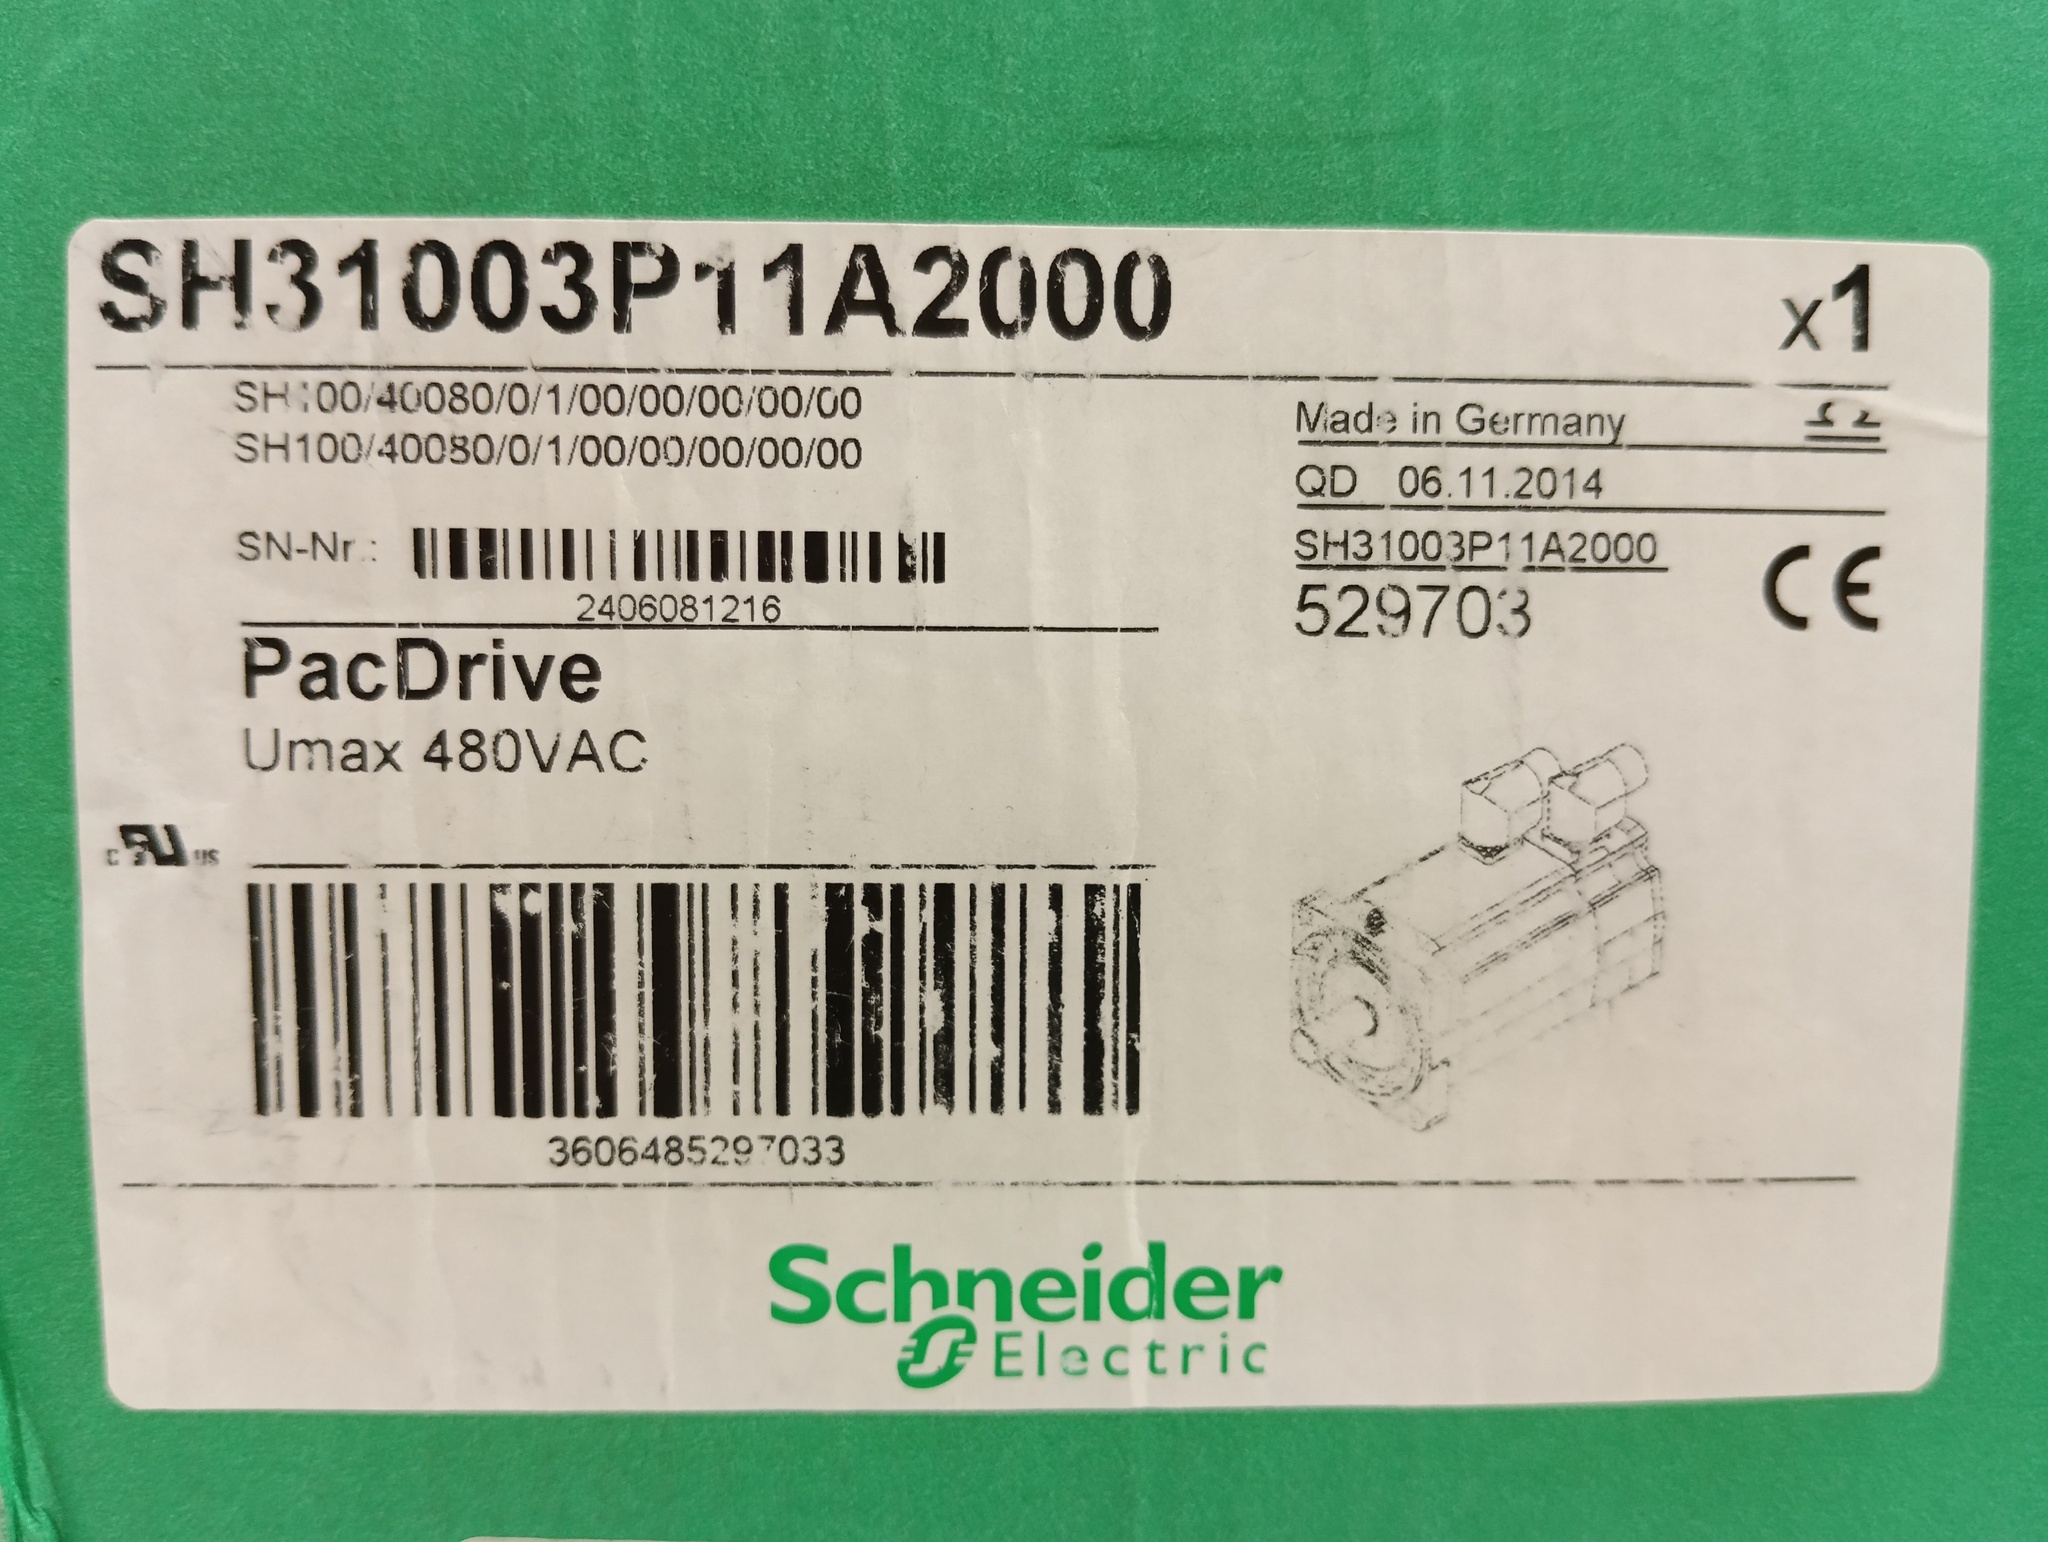 SH31003P11A2000 x1
SH100/40080/0/1/00/00/00/00/00
SH100/40080/0/1/00/00/00/00/00
SN-Nr.:
2406081216
Made in Germany
QD 06.11.2014
SH31003P11A2000
529703
CE
PacDrive
Umax 480VAC
c RU us
3606485297033
Schneider
Electric